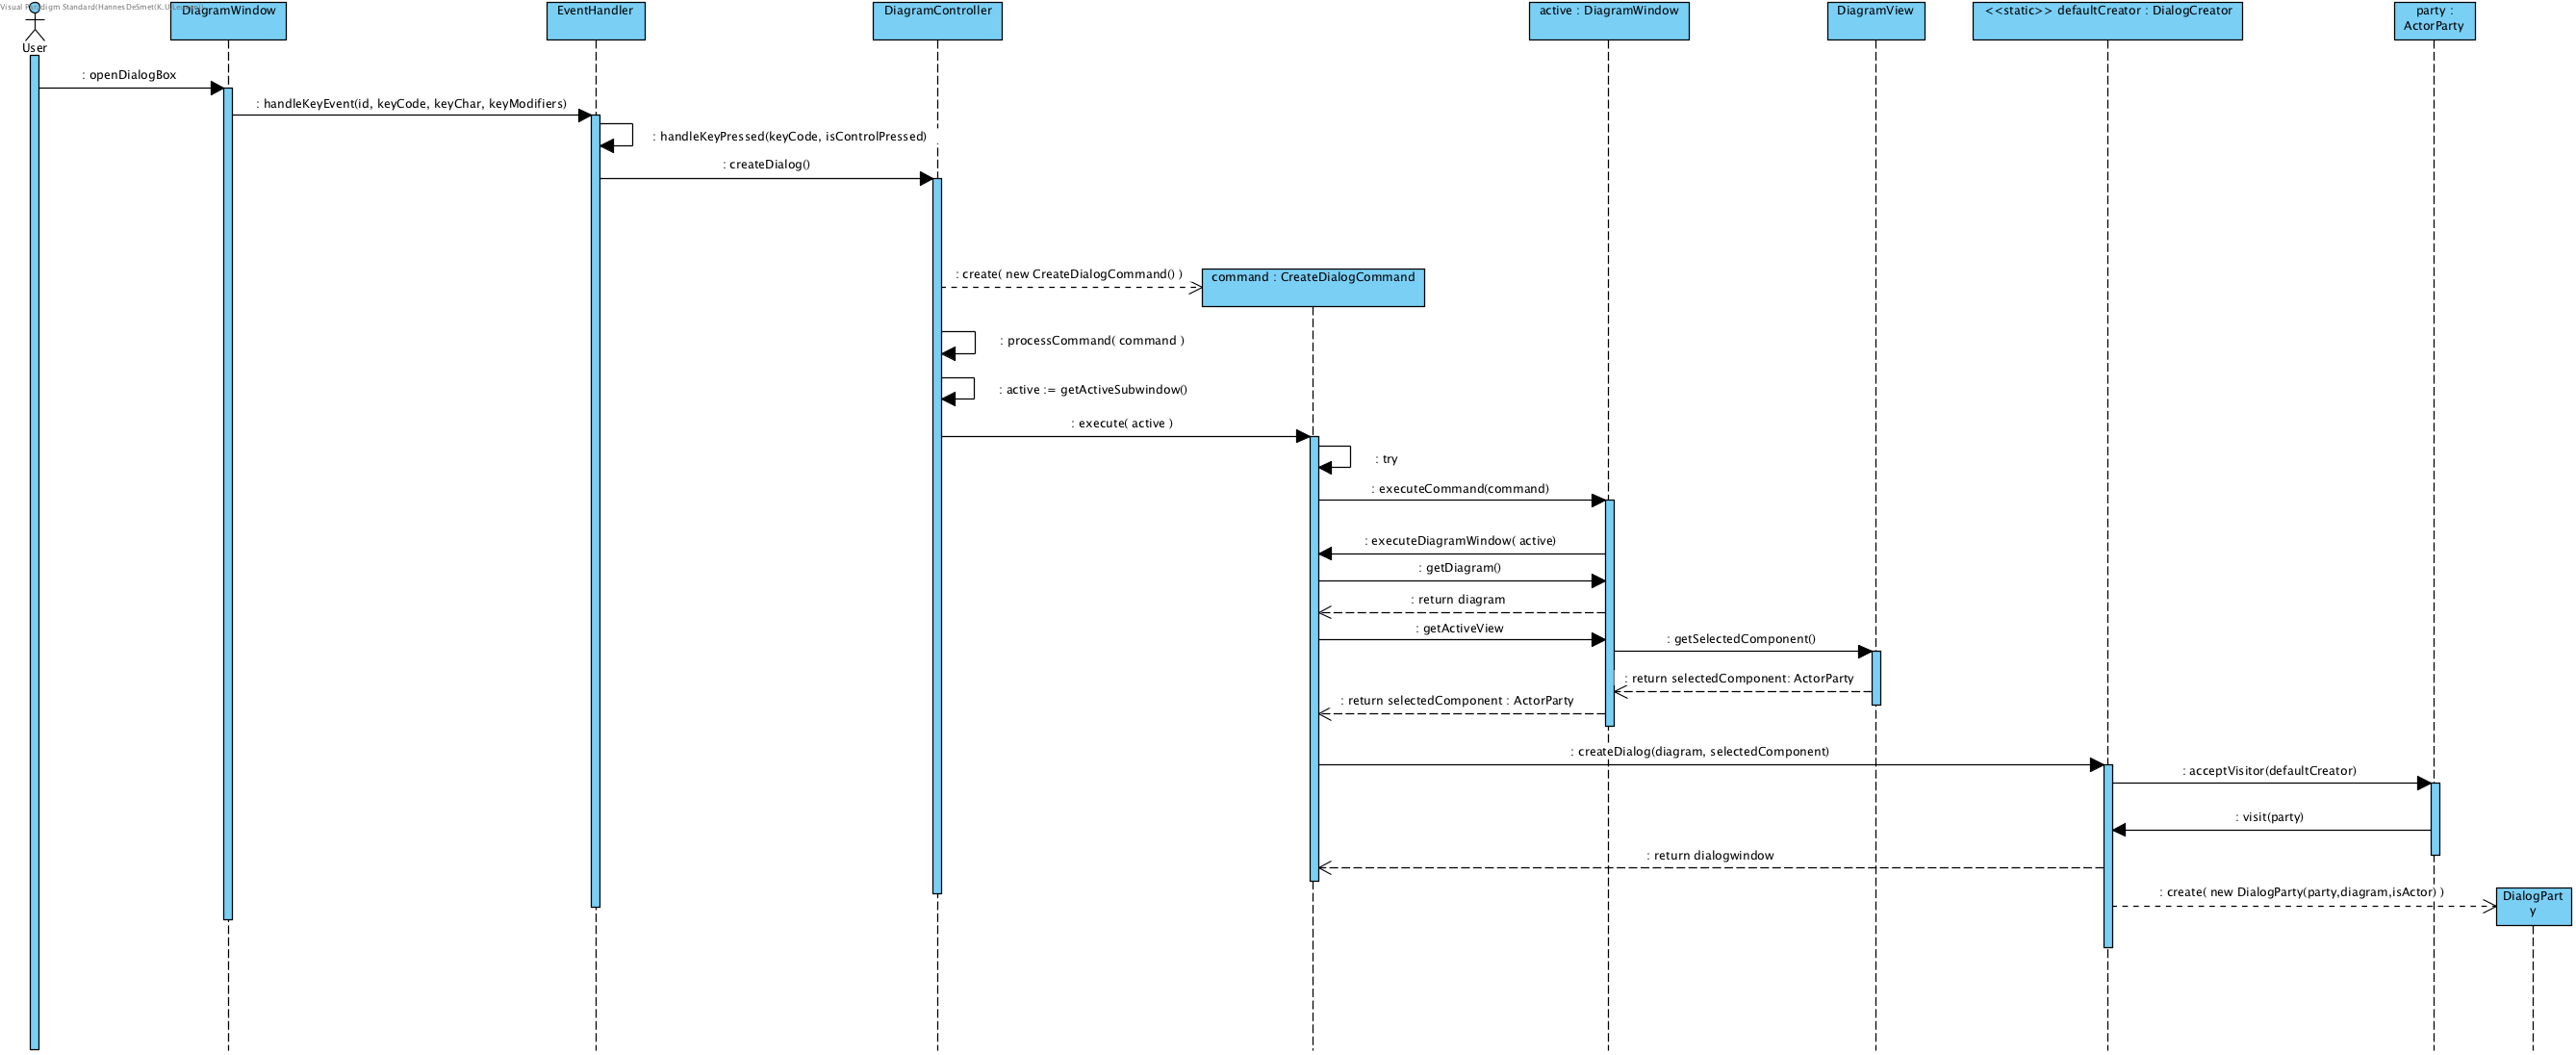 Visual Paradigm Standard(Hannes DeSmet(K.U.
User
DiagramWindow
EventHandler
DiagramController
active : DiagramWindow
DiagramView
<<static>> defaultCreator : DialogCreator
party :
ActorParty
: openDialogBox
: handleKeyEvent(id, keyCode, keyChar, keyModifiers)
: handleKeyPressed(keyCode, isControlPressed)
: createDialog()
: create( new CreateDialogCommand() )
command : CreateDialogCommand
: processCommand( command )
: active := getActiveSubwindow()
: execute( active )
: try
: executeCommand(command)
: executeDiagramWindow( active)
: getDiagram()
: return diagram
: getActiveView
: getSelectedComponent()
: return selectedComponent: ActorParty
: return selectedComponent : ActorParty
: createDialog(diagram, selectedComponent)
: acceptVisitor(defaultCreator)
: visit(party)
: return dialogwindow
: create( new DialogParty(party,diagram,isActor) )
DialogPart
y